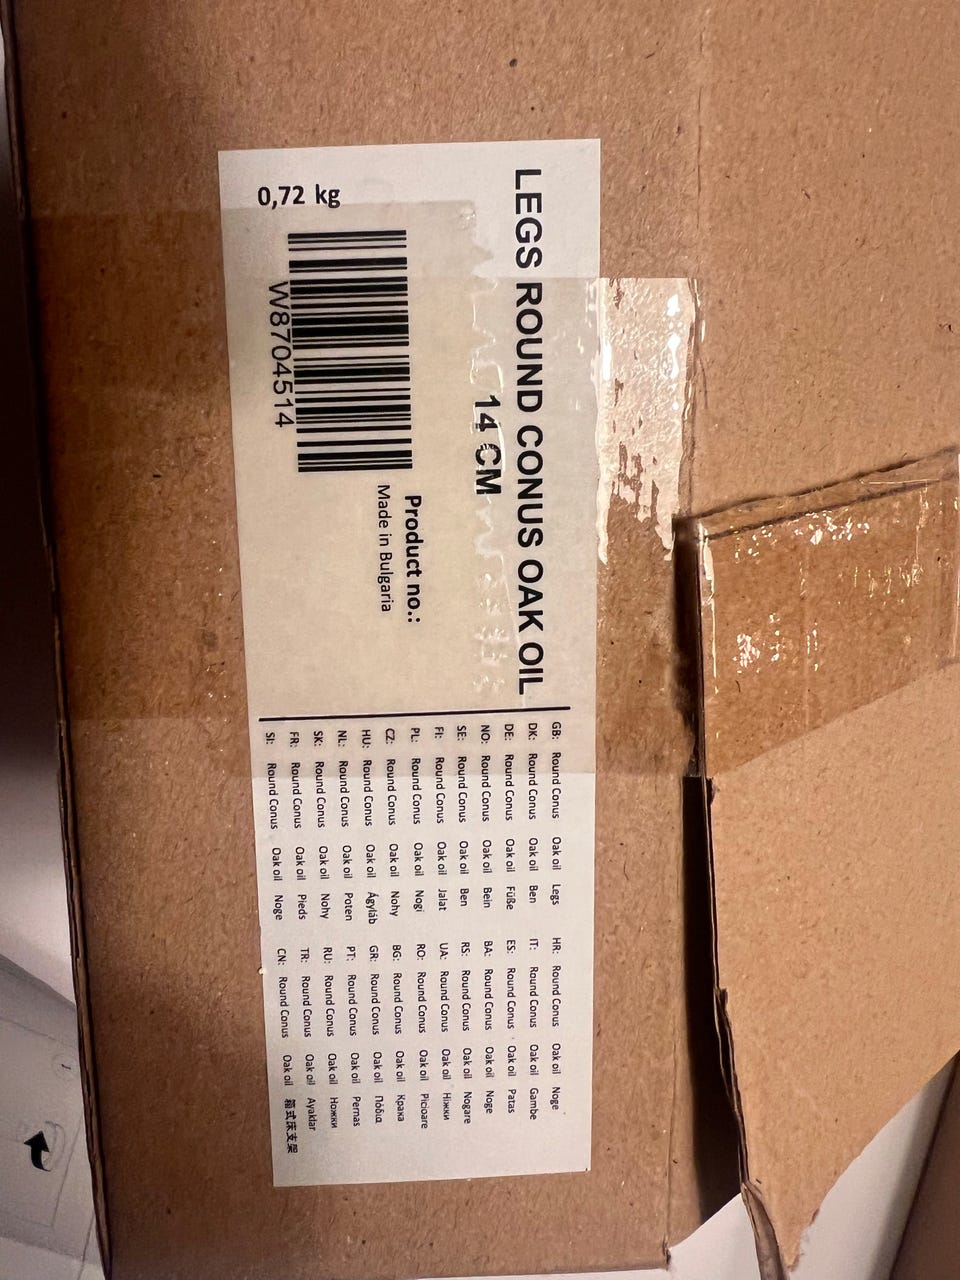 LEGS ROUND CONUS OAK OIL
14 CM
0,72 kg
W8704514
Product no.:
Made in Bulgaria
GB: Round Conus Oak oil Legs
DK: Round Conus Oak oil Ben
DE: Round Conus Oak oil Füße
NO: Round Conus Oak oil Bein
SE: Round Conus Oak oil Ben
FI: Round Conus Oak oil Jalat
PL: Round Conus Oak oil Nogi
CZ: Round Conus Oak oil Nohy
HU: Round Conus Oak oil Ágyláb
NL: Round Conus Oak oil Poten
SK: Round Conus Oak oil Nohy
FR: Round Conus Oak oil Pieds
SI: Round Conus Oak oil Noge
HR: Round Conus Oak oil Noge
IT: Round Conus Oak oil Gambe
ES: Round Conus Oak oil Patas
BA: Round Conus Oak oil Noge
RS: Round Conus Oak oil Nogare
UA: Round Conus Oak oil Ніжки
RO: Round Conus Oak oil Picioare
BG: Round Conus Oak oil Крака
GR: Round Conus Oak oil Πόδια
PT: Round Conus Oak oil Pernas
RU: Round Conus Oak oil Ножки
TR: Round Conus Oak oil Ayaklar
CN: Round Conus Oak oil 箱式床支架